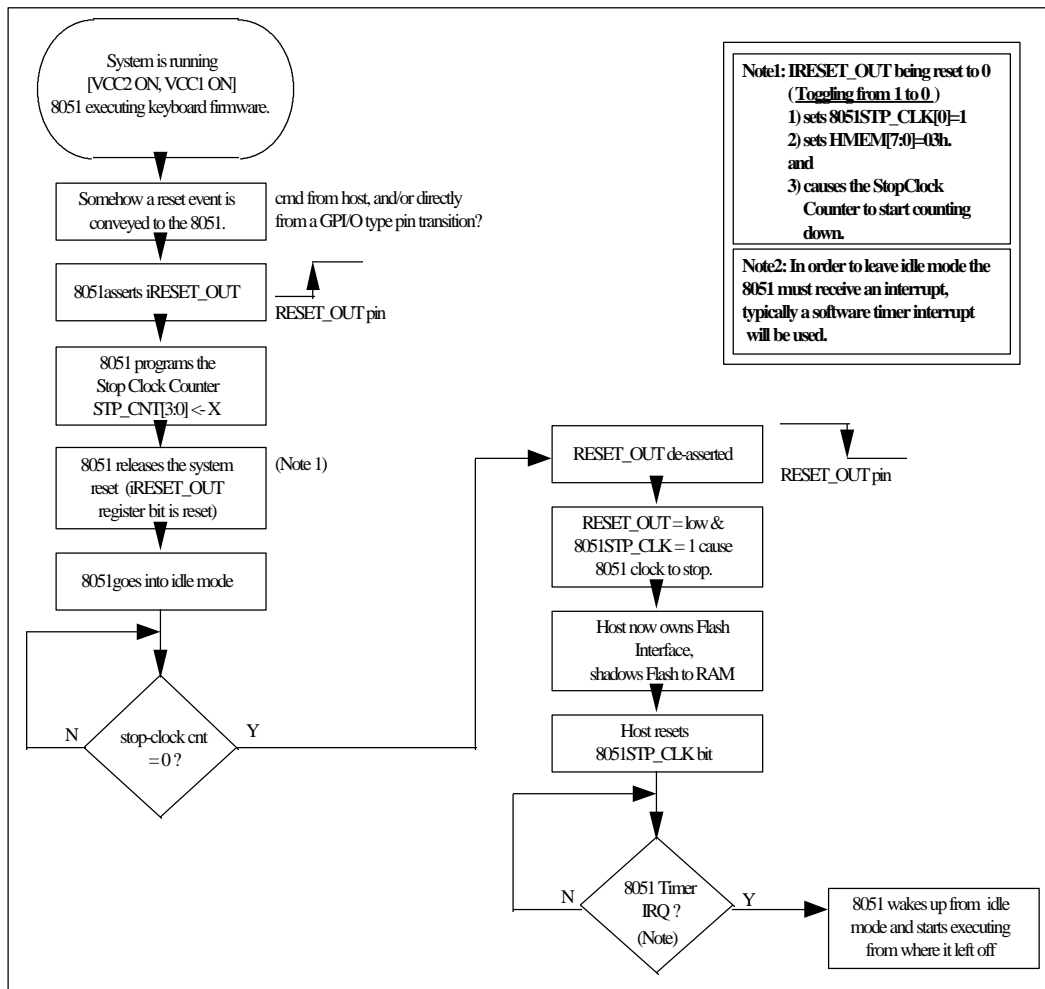 System is running
[VCC2 ON, VCC1 ON]
8051 executing keyboard firmware.
Somehow a reset event is
conveyed to the 8051.
cmd from host, and/or directly
from a GPI/O type pin transition?
8051asserts iRESET_OUT
RESET_OUT pin
8051 programs the
Stop Clock Counter
STP_CNT[3:0] <- X
8051 releases the system
reset (iRESET_OUT
register bit is reset)
(Note 1)
8051goes into idle mode
stop-clock cnt
= 0 ?
N
Y
Note1: IRESET_OUT being reset to 0
( Toggling from 1 to 0 )
1) sets 8051STP_CLK[0]=1
2) sets HMEM[7:0]=03h.
and
3) causes the StopClock
Counter to start counting
down.
Note2: In order to leave idle mode the
8051 must receive an interrupt,
typically a software timer interrupt
will be used.
RESET_OUT de-asserted
RESET_OUT pin
RESET_OUT = low &
8051STP_CLK = 1 cause
8051 clock to stop.
Host now owns Flash
Interface,
shadows Flash to RAM
Host resets
8051STP_CLK bit
8051 Timer
IRQ ?
(Note)
N
Y
8051 wakes up from idle
mode and starts executing
from where it left off